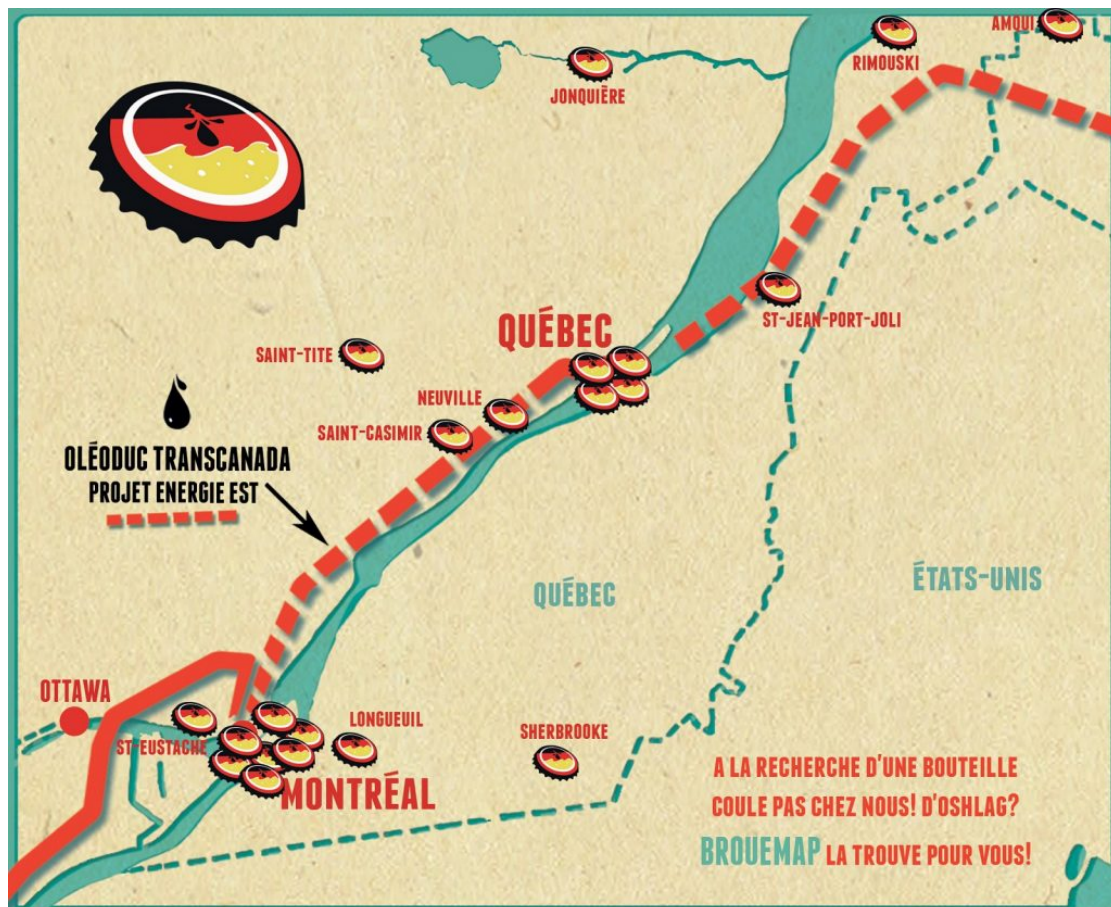 AMQUI
RIMOUSKI
JONQUIÈRE
ST-JEAN-PORT-JOLI
QUÉBEC
SAINT-TITE
NEUVILLE
SAINT-CASIMIR
OLÉODUC TRANSCANADA
PROJET ENERGIE EST
QUÉBEC
ÉTATS-UNIS
OTTAWA
ST-EUSTACHE
LONGUEUIL
SHERBROOKE
MONTRÉAL
A LA RECHERCHE D'UNE BOUTEILLE
COULE PAS CHEZ NOUS! D'OSHLAG?
BROUEMAP LA TROUVE POUR VOUS!